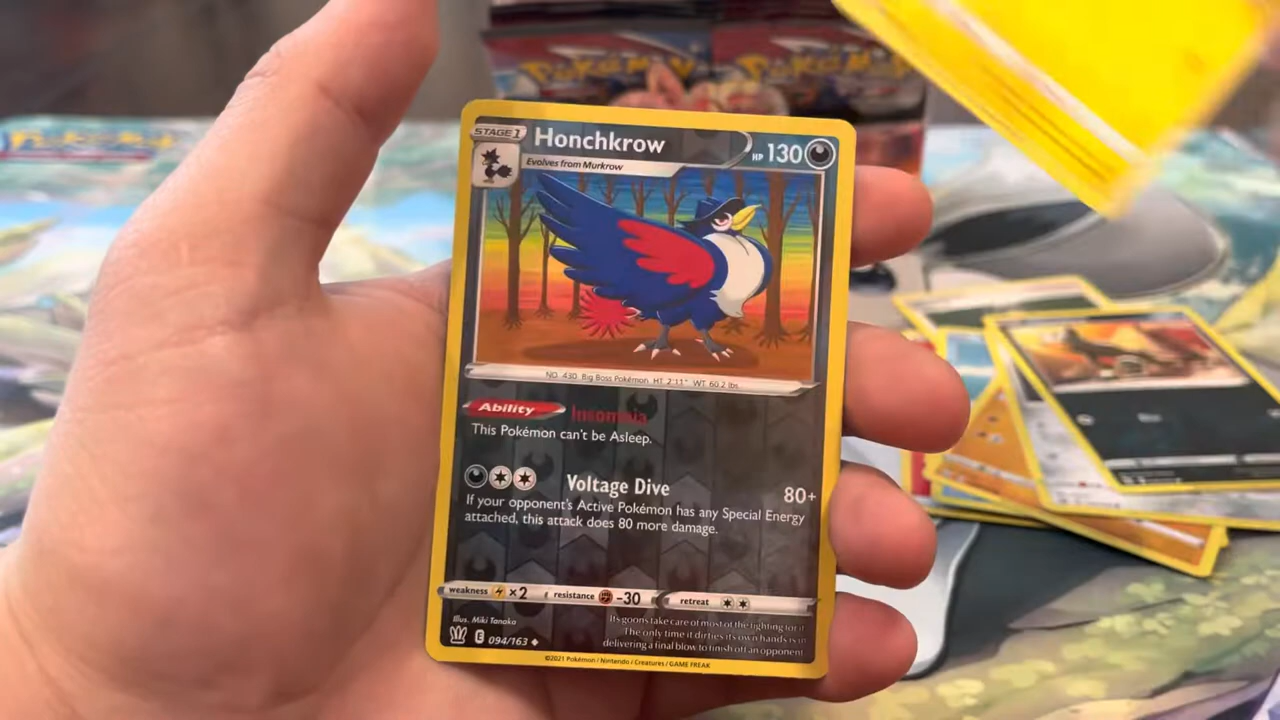 Pokémon
Pokémon
Pokémon
STAGE 1
Honchkrow
HP 130
Evolves from Murkrow
NO. 430 Big Boss Pokémon HT 2'11" WT 60.2 lbs.
Ability Insomnia
This Pokémon can't be Asleep.
Voltage Dive 80+
If your opponent's Active Pokémon has any Special Energy
attached, this attack does 80 more damage.
weakness ×2 resistance -30 retreat
Illus. Miki Tanaka
E 094/163
Its goons take care of most of the fighting for it.
The only time it dirties its own hands is in
delivering a final blow to finish off an opponent.
©2021 Pokémon / Nintendo / Creatures / GAME FREAK